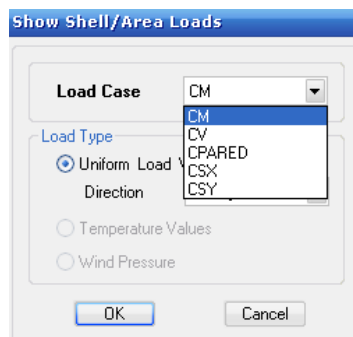 Show Shell/Area Loads
Load Case CM
CM
CV
CPARED
CSX
CSY
Load Type
Uniform Load
Direction
Temperature Values
Wind Pressure
OK Cancel